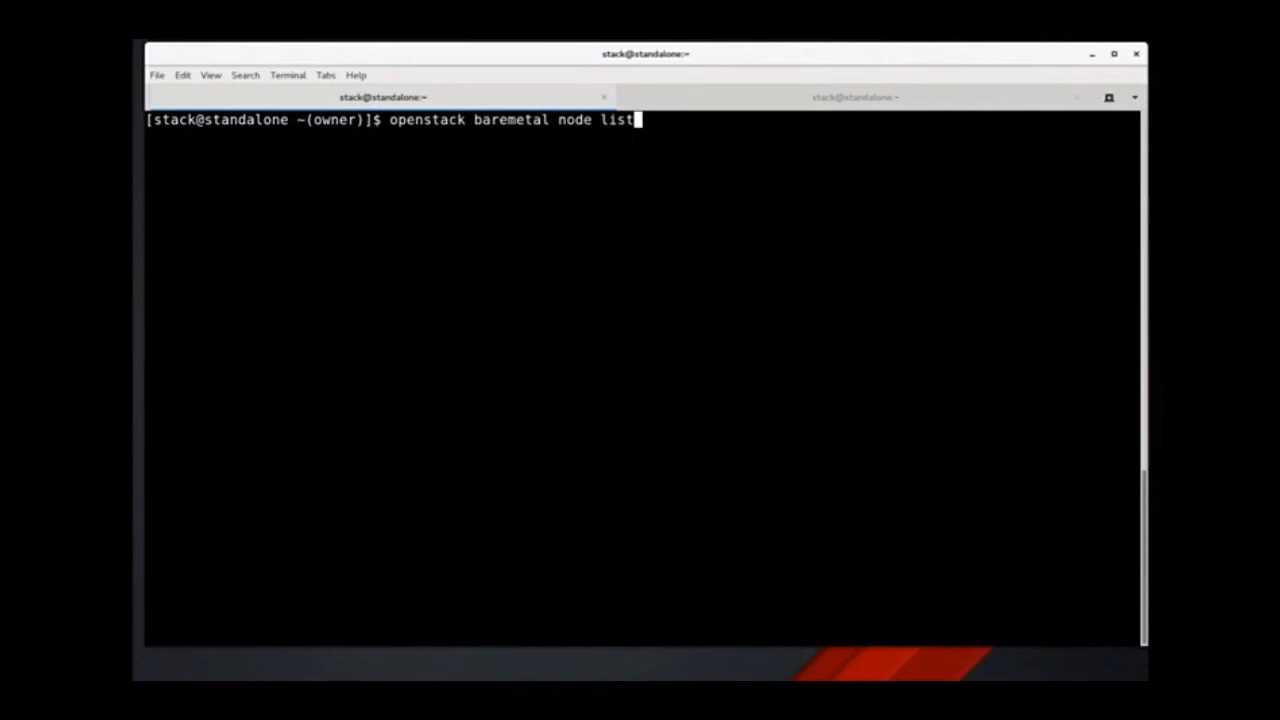 stack@standalone:~
File Edit View Search Terminal Tabs Help
stack@standalone:~ stack@standalone:~
[stack@standalone ~(owner)]$ openstack baremetal node list